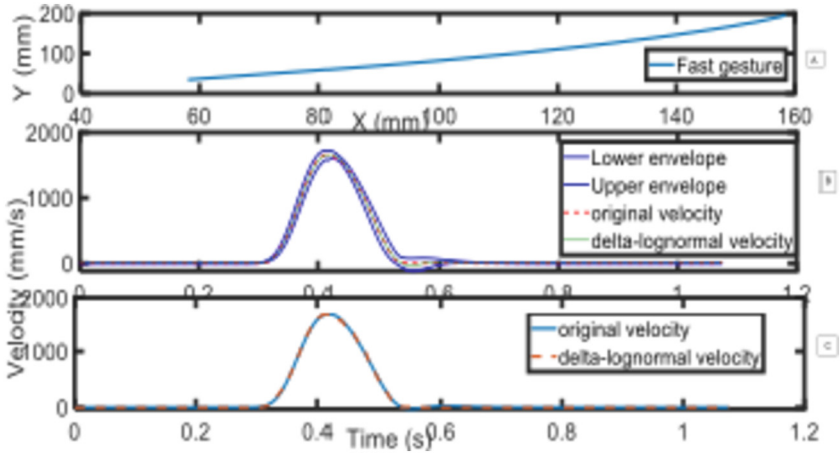 200
100
0
Y (mm)
Fast gesture
A
40 60 80 100 120 140 160
X (mm)
2000
1000
0
Lower envelope
Upper envelope
original velocity
delta-lognormal velocity
B
0 0.2 0.4 0.6 0.8 1 1.2
Velocity (mm/s)
2000
1000
0
original velocity
delta-lognormal velocity
C
0 0.2 0.4 0.6 0.8 1 1.2
Time (s)